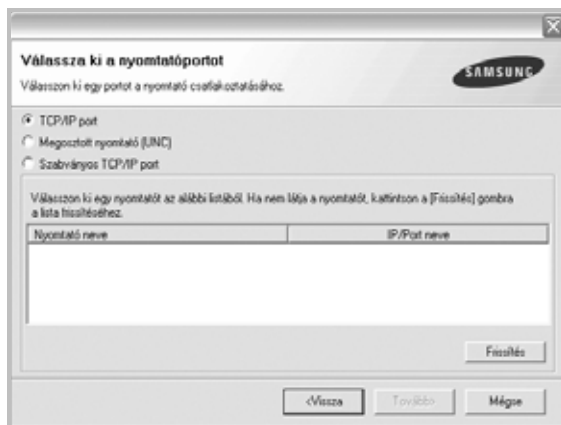 Válassza ki a nyomtatóportot
Válasszon ki egy portot a nyomtató csatlakoztatásához.
SAMSUNG
TCP/IP port
Megosztott nyomtató (UNC)
Szabványos TCP/IP port
Válasszon ki egy nyomtatót az alábbi listából. Ha nem látja a nyomtatót, kattintson a [Frissítés] gombra
a lista frissítéséhez.
Nyomtató neve IP/Port neve
Frissítés
<Vissza Tovább> Mégse